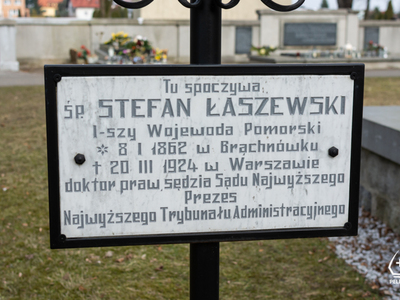 Tu spoczywa
śp. STEFAN ŁASZEWSKI
I-szy Wojewoda Pomorski
* 8 I 1862 w Brąchnówku
† 20 III 1924 w Warszawie
doktor praw, sędzia Sądu Najwyższego
Prezes
Najwyższego Trybunału Administracyjnego